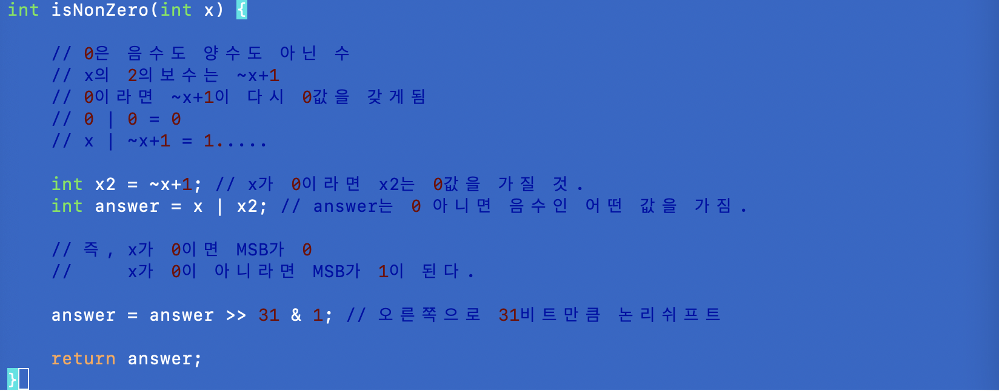 int isNonZero(int x) {
// 0은 음수도 양수도 아닌 수
// x의 2의보수는 ~x+1
// 0이라면 ~x+1이 다시 0값을 갖게됨
// 0 | 0 = 0
// x | ~x+1 = 1.....
int x2 = ~x+1; // x가 0이라면 x2는 0값을 가질 것.
int answer = x | x2; // answer는 0 아니면 음수인 어떤 값을 가짐.
// 즉, x가 0이면 MSB가 0
// x가 0이 아니라면 MSB가 1이 된다.
answer = answer >> 31 & 1; // 오른쪽으로 31비트만큼 논리쉬프트
return answer;
}